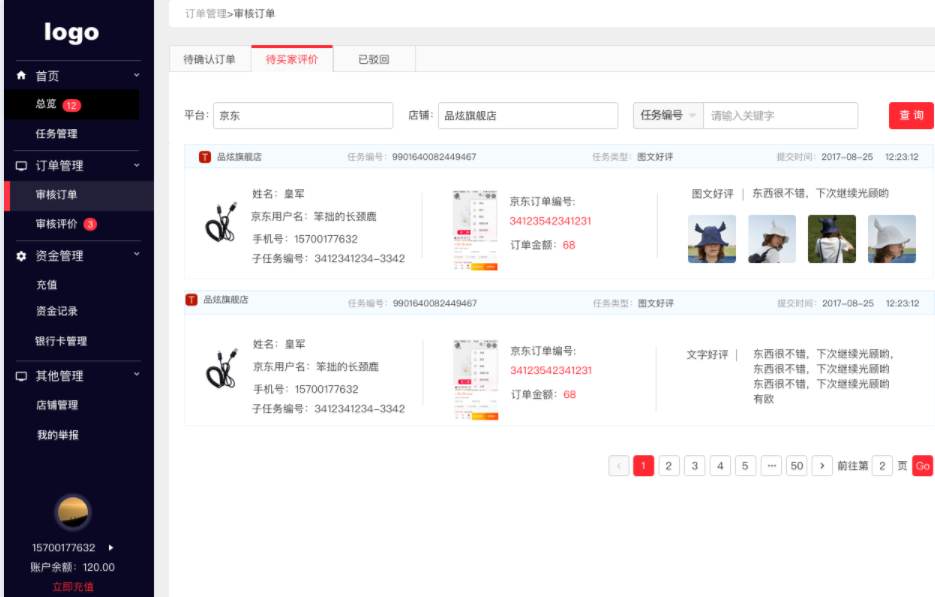 logo
首页
总览 12
任务管理
订单管理
审核订单
审核评价 3
资金管理
充值
资金记录
银行卡管理
其他管理
店铺管理
我的举报
15700177632
账户余额：120.00
立即充值
订单管理>审核订单
待确认订单 待买家评价 已驳回
平台: 京东 店铺: 品炫旗舰店 任务编号 请输入关键字 查 询
T 品炫旗舰店 任务编号：9901640082449467 任务类型：图文好评 提交时间：2017-08-25 12:23:12
姓名：皇军
京东用户名：笨拙的长颈鹿
手机号：15700177632
子任务编号：3412341234-3342
京东订单编号:
34123542341231
订单金额：68
图文好评 | 东西很不错，下次继续光顾哟
T 品炫旗舰店 任务编号：9901640082449467 任务类型：图文好评 提交时间：2017-08-25 12:23:12
姓名：皇军
京东用户名：笨拙的长颈鹿
手机号：15700177632
子任务编号：3412341234-3342
京东订单编号:
34123542341231
订单金额：68
文字好评 | 东西很不错，下次继续光顾哟，
东西很不错，下次继续光顾哟
东西很不错，下次继续光顾哟
有欧
< 1 2 3 4 5 ··· 50 > 前往第 2 页 Go